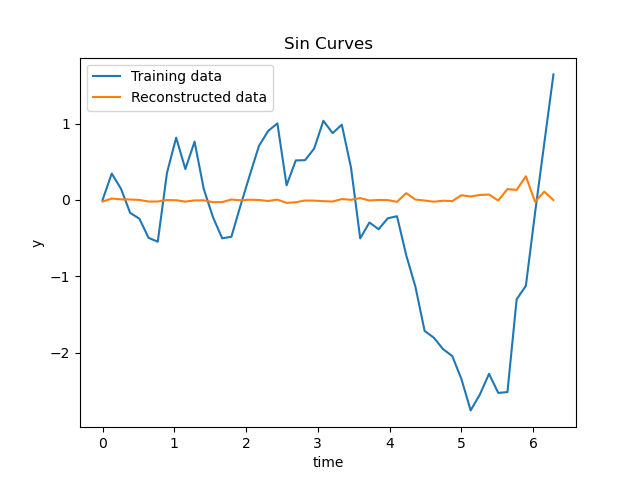 Sin Curves
Training data
Reconstructed data
1
0
−1
−2
y
0 1 2 3 4 5 6
time